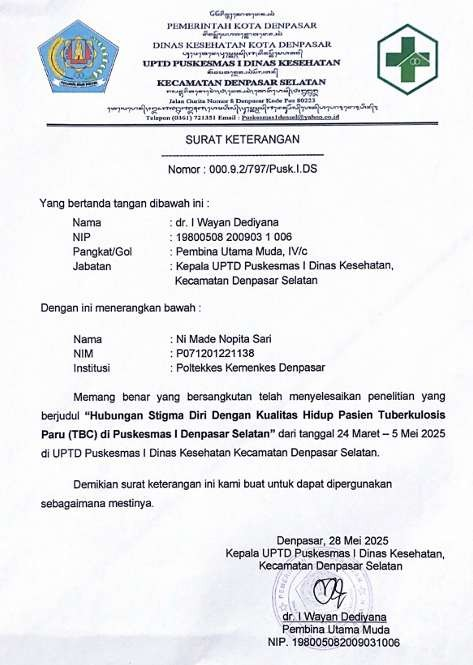 PEMERINTAH KOTA DENPASAR
DINAS KESEHATAN KOTA DENPASAR
UPTD PUSKESMAS I DINAS KESEHATAN
KECAMATAN DENPASAR SELATAN
Jalan Gurita Nomor 8 Denpasar Kode Pos 80223
Telepon (0361) 721351 Email : Puskesmas1densel@yahoo.co.id
SURAT KETERANGAN
Nomor : 000.9.2/797/Pusk.I.DS
Yang bertanda tangan dibawah ini :
Nama : dr. I Wayan Dediyana
NIP : 19800508 200903 1 006
Pangkat/Gol : Pembina Utama Muda, IV/c
Jabatan : Kepala UPTD Puskesmas I Dinas Kesehatan,
Kecamatan Denpasar Selatan
Dengan ini menerangkan bawah :
Nama : Ni Made Nopita Sari
NIM : P071201221138
Institusi : Poltekkes Kemenkes Denpasar
Memang benar yang bersangkutan telah menyelesaikan penelitian yang
berjudul “Hubungan Stigma Diri Dengan Kualitas Hidup Pasien Tuberkulosis
Paru (TBC) di Puskesmas I Denpasar Selatan” dari tanggal 24 Maret – 5 Mei 2025
di UPTD Puskesmas I Dinas Kesehatan Kecamatan Denpasar Selatan.
Demikian surat keterangan ini kami buat untuk dapat dipergunakan
sebagaimana mestinya.
Denpasar, 28 Mei 2025
Kepala UPTD Puskesmas I Dinas Kesehatan,
Kecamatan Denpasar Selatan
dr. I Wayan Dediyana
Pembina Utama Muda
NIP. 198005082009031006